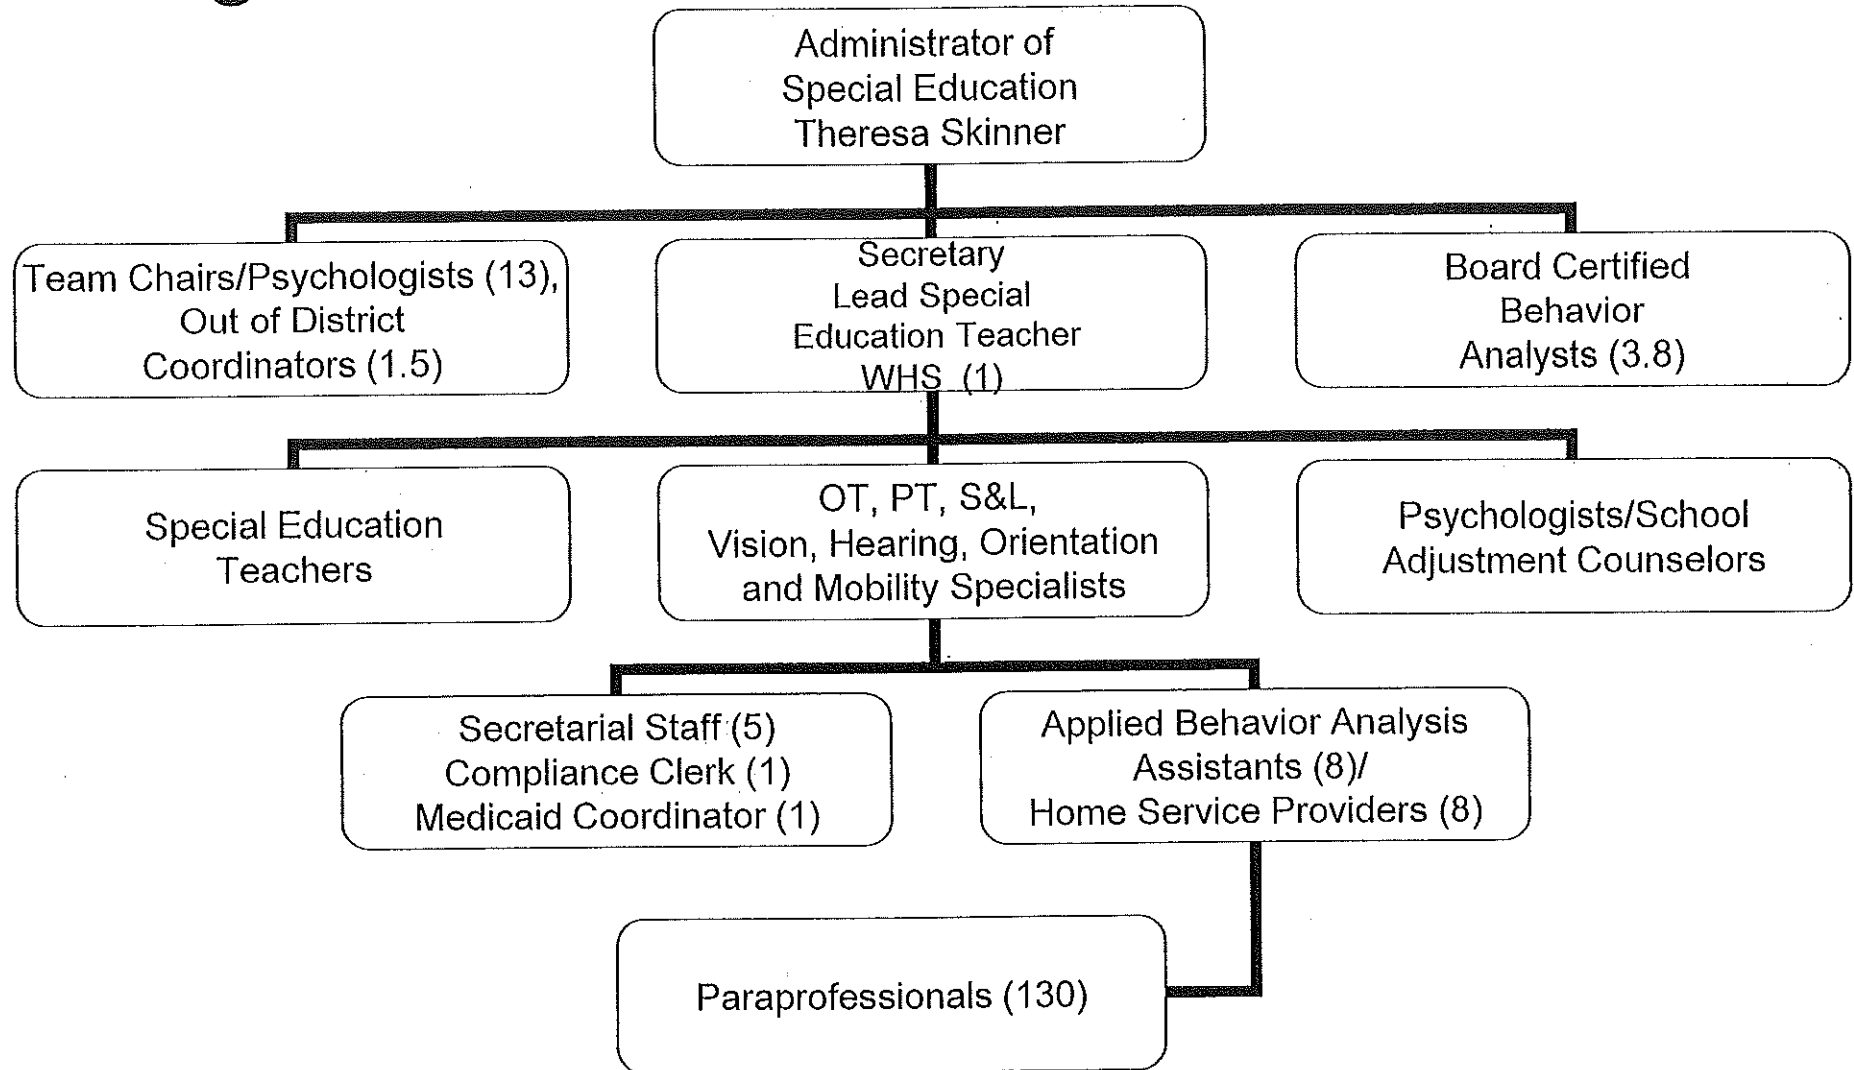 Administrator of
Special Education
Theresa Skinner
Team Chairs/Psychologists (13),
Out of District
Coordinators (1.5)
Secretary
Lead Special
Education Teacher
WHS (1)
Board Certified
Behavior
Analysts (3.8)
Special Education
Teachers
OT, PT, S&L,
Vision, Hearing, Orientation
and Mobility Specialists
Psychologists/School
Adjustment Counselors
Secretarial Staff (5)
Compliance Clerk (1)
Medicaid Coordinator (1)
Applied Behavior Analysis
Assistants (8)/
Home Service Providers (8)
Paraprofessionals (130)